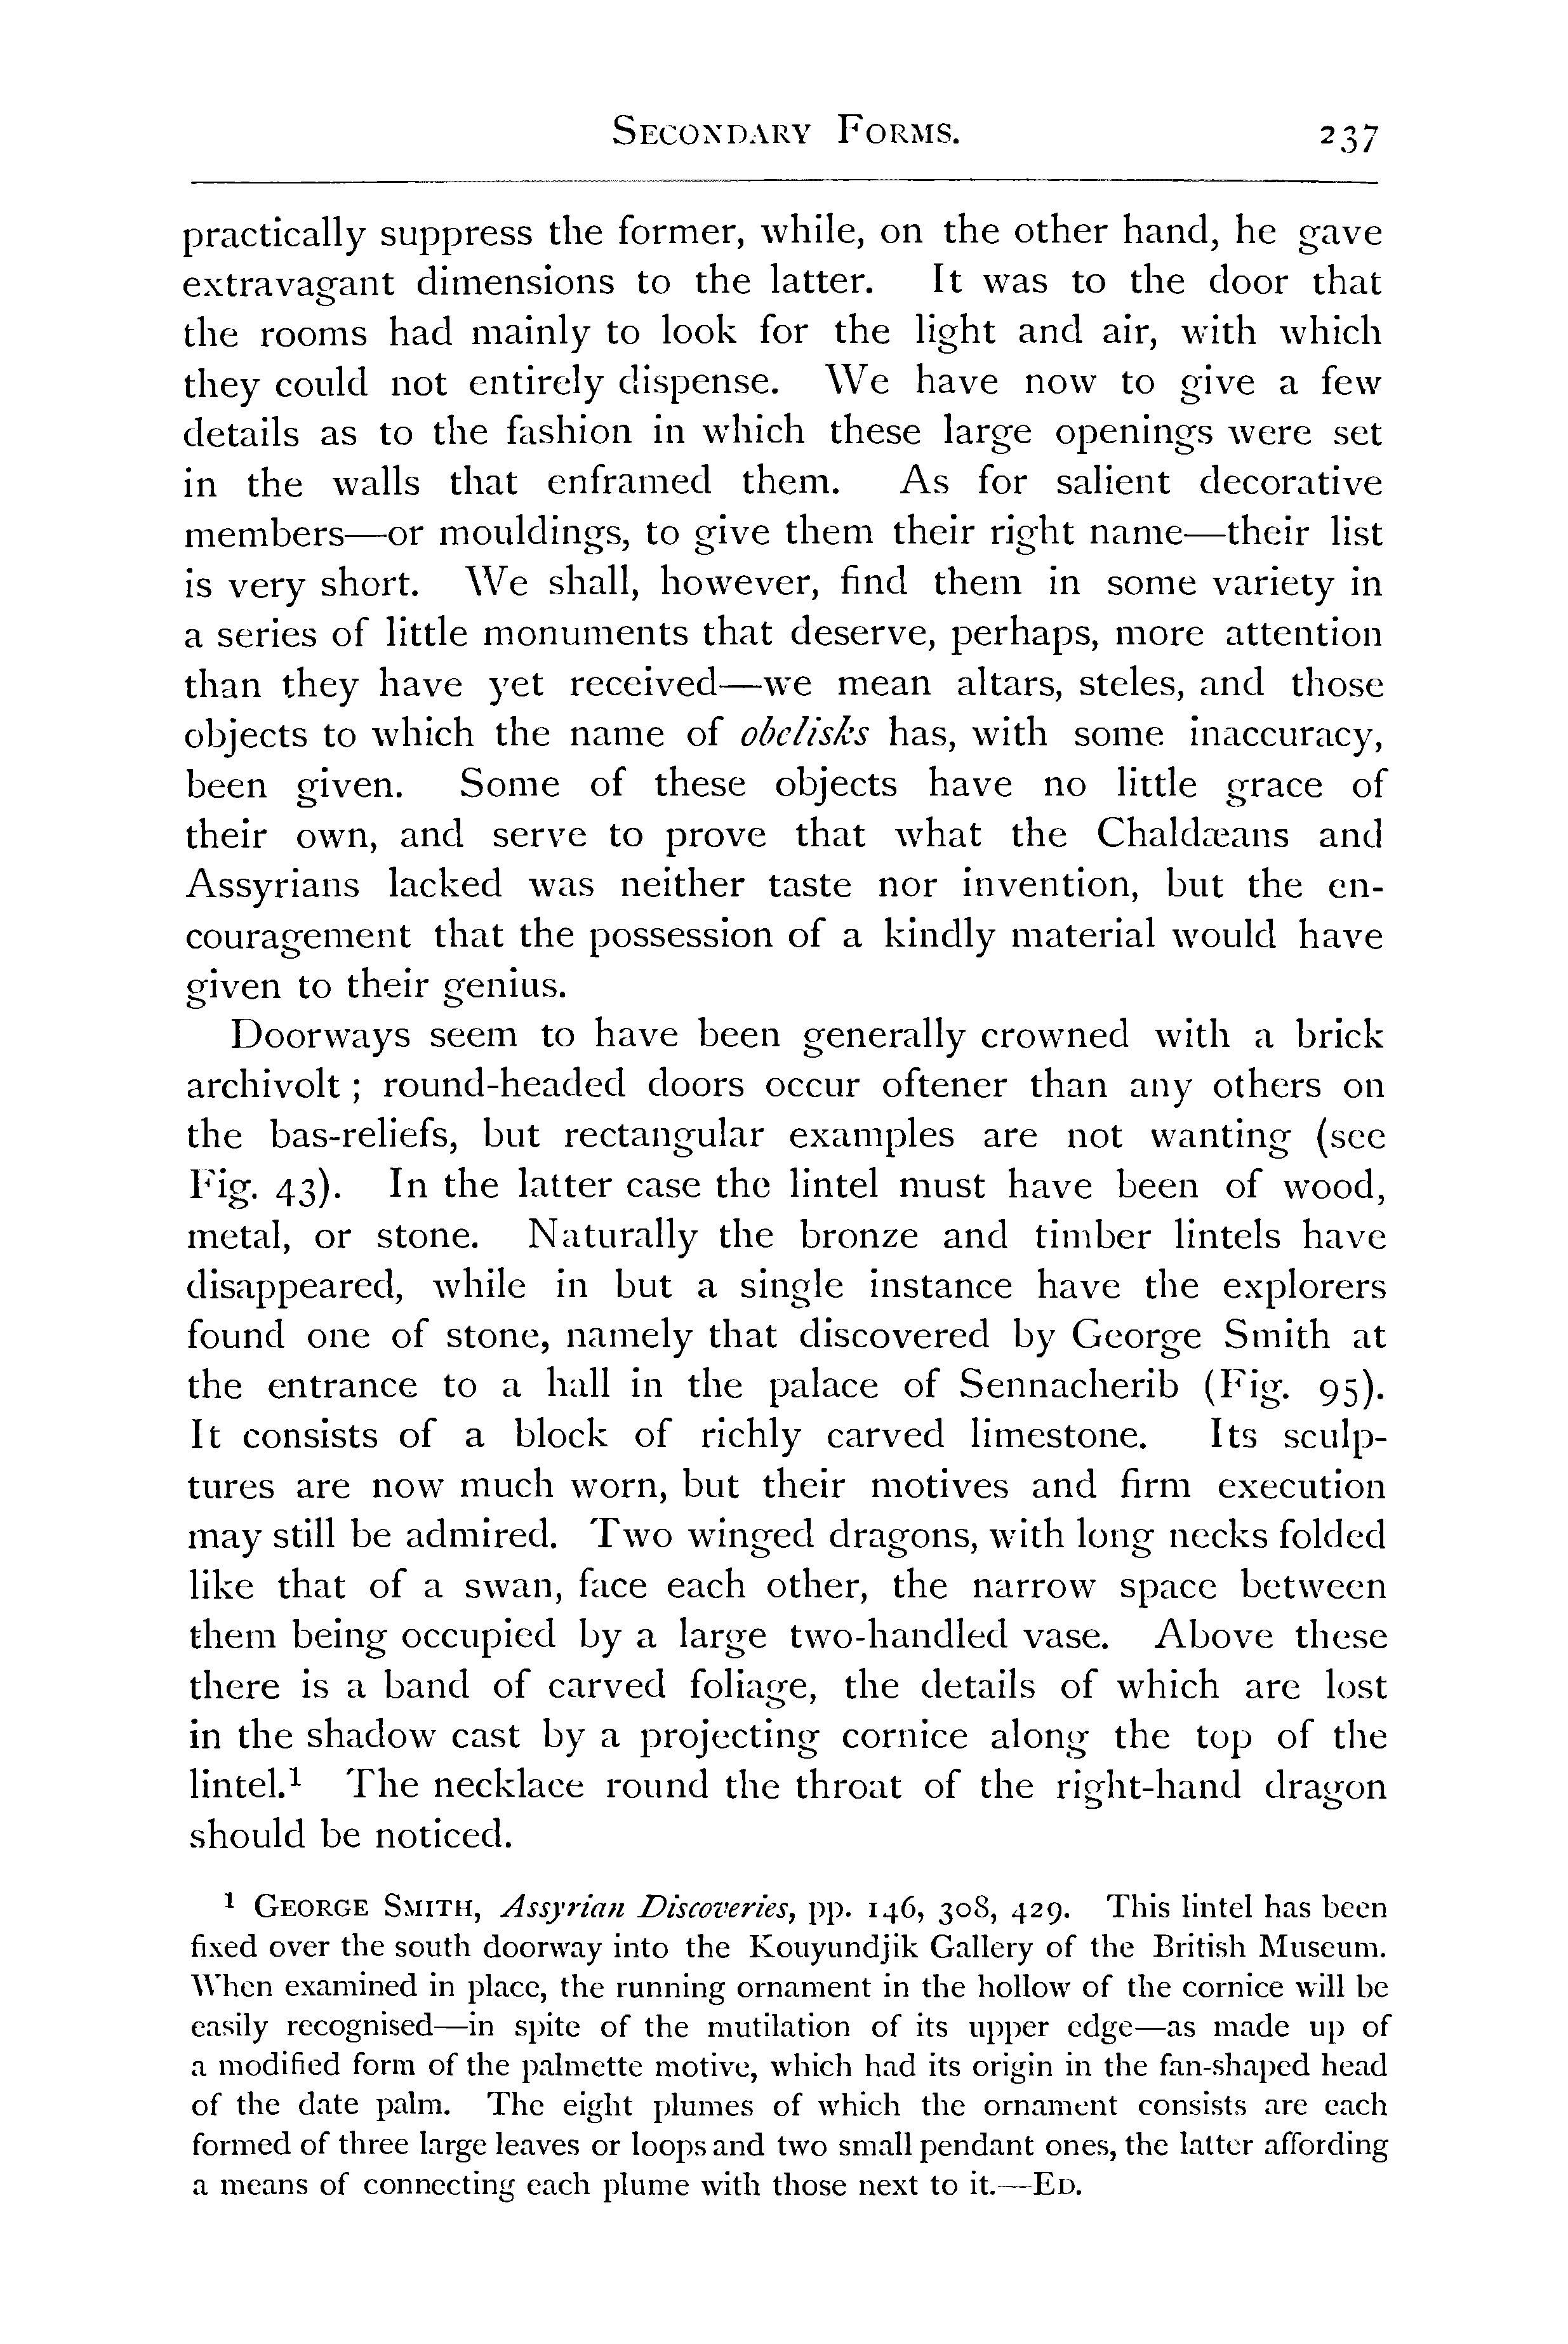 SECONDARY FORMS. 237
practically suppress the former, while, on the other hand, he gave
extravagant dimensions to the latter. It was to the door that
the rooms had mainly to look for the light and air, with which
they could not entirely dispense. We have now to give a few
details as to the fashion in which these large openings were set
in the walls that enframed them. As for salient decorative
members—or mouldings, to give them their right name—their list
is very short. We shall, however, find them in some variety in
a series of little monuments that deserve, perhaps, more attention
than they have yet received—we mean altars, steles, and those
objects to which the name of obelisks has, with some inaccuracy,
been given. Some of these objects have no little grace of
their own, and serve to prove that what the Chaldæans and
Assyrians lacked was neither taste nor invention, but the en-
couragement that the possession of a kindly material would have
given to their genius.
Doorways seem to have been generally crowned with a brick
archivolt ; round-headed doors occur oftener than any others on
the bas-reliefs, but rectangular examples are not wanting (see
Fig. 43). In the latter case the lintel must have been of wood,
metal, or stone. Naturally the bronze and timber lintels have
disappeared, while in but a single instance have the explorers
found one of stone, namely that discovered by George Smith at
the entrance to a hall in the palace of Sennacherib (Fig. 95).
It consists of a block of richly carved limestone. Its sculp-
tures are now much worn, but their motives and firm execution
may still be admired. Two winged dragons, with long necks folded
like that of a swan, face each other, the narrow space between
them being occupied by a large two-handled vase. Above these
there is a band of carved foliage, the details of which are lost
in the shadow cast by a projecting cornice along the top of the
lintel.¹ The necklace round the throat of the right-hand dragon
should be noticed.
¹ GEORGE SMITH, Assyrian Discoveries, pp. 146, 308, 429. This lintel has been
fixed over the south doorway into the Kouyundjik Gallery of the British Museum.
When examined in place, the running ornament in the hollow of the cornice will be
easily recognised—in spite of the mutilation of its upper edge—as made up of
a modified form of the palmette motive, which had its origin in the fan-shaped head
of the date palm. The eight plumes of which the ornament consists are each
formed of three large leaves or loops and two small pendant ones, the latter affording
a means of connecting each plume with those next to it.—ED.